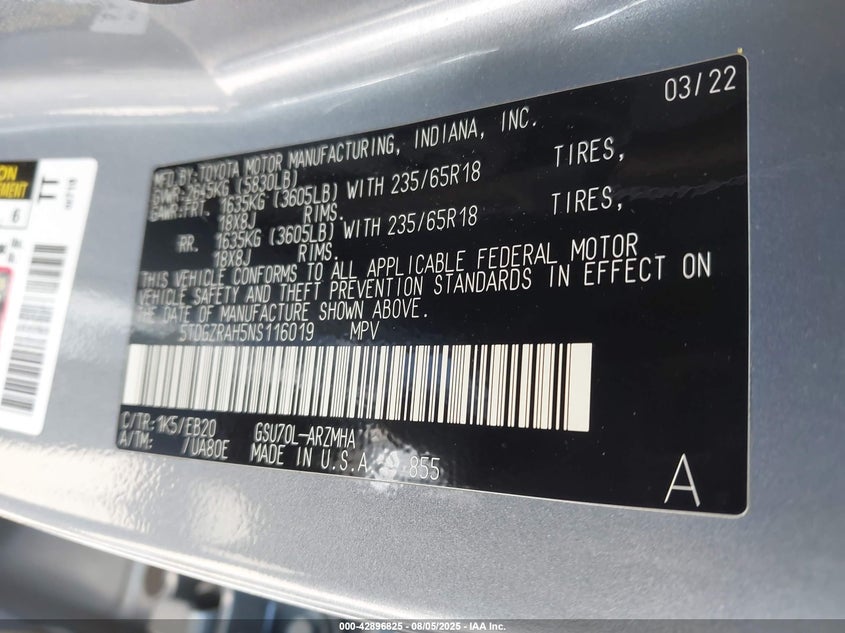 03/22
MFD.BY:TOYOTA MOTOR MANUFACTURING, INDIANA, INC.
GVWR: 2645KG (5830LB)
GAWR:FRT. 1635KG (3605LB) WITH 235/65R18 TIRES,
18X8J RIMS.
RR. 1635KG (3605LB) WITH 235/65R18 TIRES,
18X8J RIMS.
THIS VEHICLE CONFORMS TO ALL APPLICABLE FEDERAL MOTOR
VEHICLE SAFETY AND THEFT PREVENTION STANDARDS IN EFFECT ON
THE DATE OF MANUFACTURE SHOWN ABOVE.
5TDGZRAH5NS116019 MPV
C/TR: 1K5/EB20 GSU70L-ARZMHA
A/TM: /UA80E MADE IN U.S.A. 855
A
TT
6
000-42896825 - 08/05/2025 - IAA Inc.